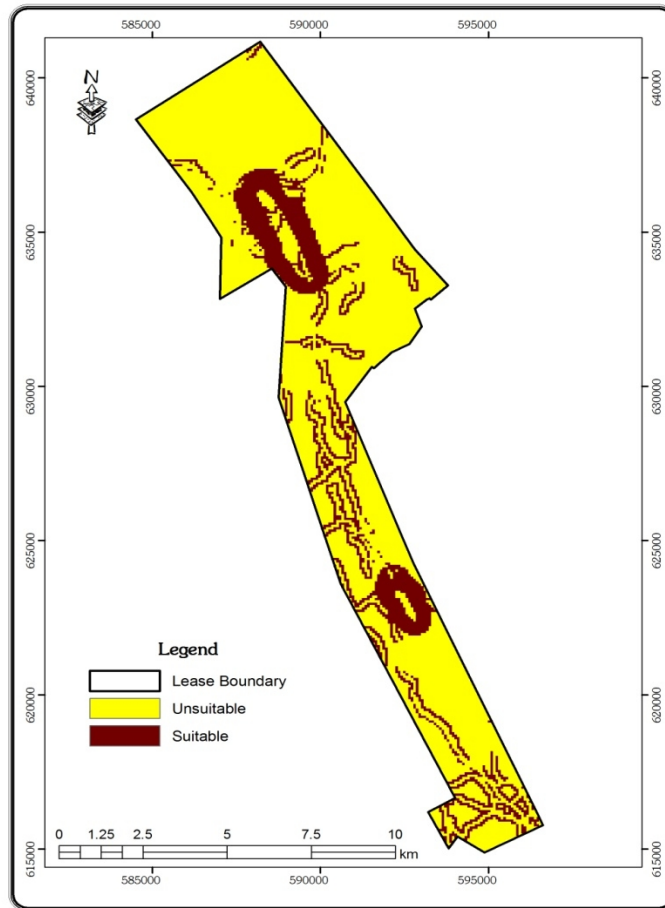 585000 590000 595000
N
640000 640000
635000 635000
630000 630000
625000 625000
Legend
Lease Boundary
620000 620000
Unsuitable
Suitable
0 1.25 2.5 5 7.5 10
km
615000 615000
585000 590000 595000